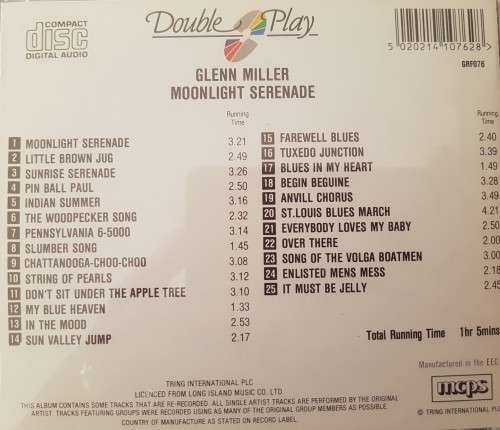 COMPACT
disc
DIGITAL AUDIO
Double Play
5 020214 107628
GRF076
GLENN MILLER
MOONLIGHT SERENADE
Running
Time
1 MOONLIGHT SERENADE 3.21
2 LITTLE BROWN JUG 2.49
3 SUNRISE SERENADE 3.26
4 PIN BALL PAUL 2.50
5 INDIAN SUMMER 3.16
6 THE WOODPECKER SONG 2.32
7 PENNSYLVANIA 6-5000 3.14
8 SLUMBER SONG 1.45
9 CHATTANOOGA-CHOO-CHOO 3.08
10 STRING OF PEARLS 3.12
11 DON'T SIT UNDER THE APPLE TREE 3.10
12 MY BLUE HEAVEN 1.33
13 IN THE MOOD 2.53
14 SUN VALLEY JUMP 2.17
Running
Time
15 FAREWELL BLUES 2.40
16 TUXEDO JUNCTION 3.39
17 BLUES IN MY HEART 1.49
18 BEGIN BEGUINE 3.28
19 ANVILL CHORUS 3.49
20 ST.LOUIS BLUES MARCH 4.21
21 EVERYBODY LOVES MY BABY 2.50
22 OVER THERE 2.00
23 SONG OF THE VOLGA BOATMEN 3.00
24 ENLISTED MENS MESS 2.18
25 IT MUST BE JELLY 2.45
Total Running Time 1hr 5mins
Manufactured in the EEC
TRING INTERNATIONAL PLC
LICENCED FROM LONG ISLAND MUSIC CO. LTD.
THIS ALBUM CONTAINS SOME TRACKS THAT ARE RE-RECORDED. ALL SINGLE ARTIST TRACKS ARE PERFORMED BY THE ORIGINAL
ARTIST. TRACKS FEATURING GROUPS WERE RECORDED USING AS MANY OF THE ORIGINAL GROUP MEMBERS AS POSSIBLE.
COUNTRY OF MANUFACTURE AS STATED ON RECORD LABEL.
mcps
TRING INTERNATIONAL PLC